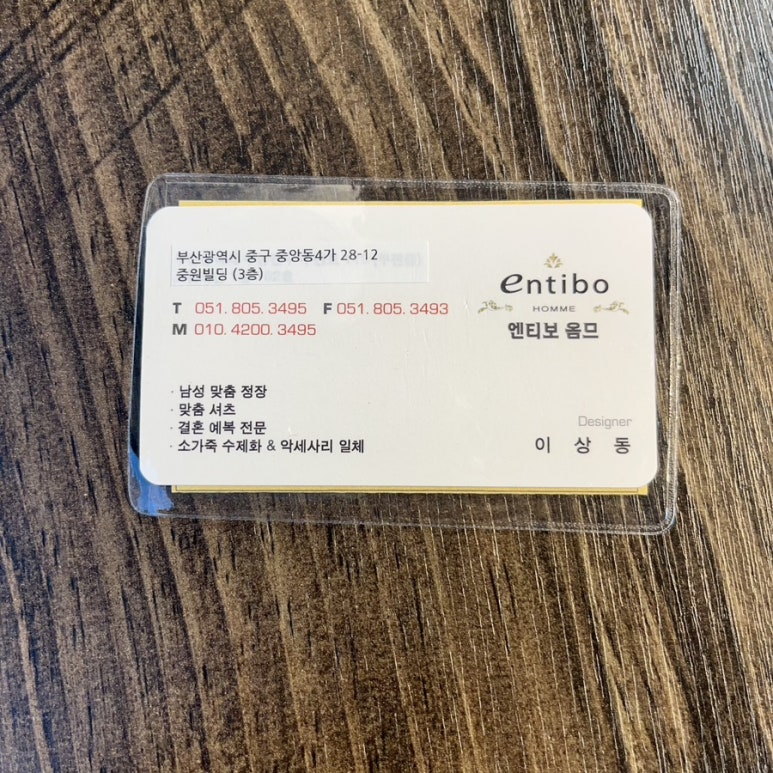 부산광역시 중구 중앙동4가 28-12
중원빌딩 (3층)
T 051. 805. 3495 F 051. 805. 3493
M 010. 4200. 3495
entibo
HOMME
엔티보 옴므
· 남성 맞춤 정장
· 맞춤 셔츠
· 결혼 예복 전문
· 소가죽 수제화 & 악세사리 일체
Designer
이 상 동